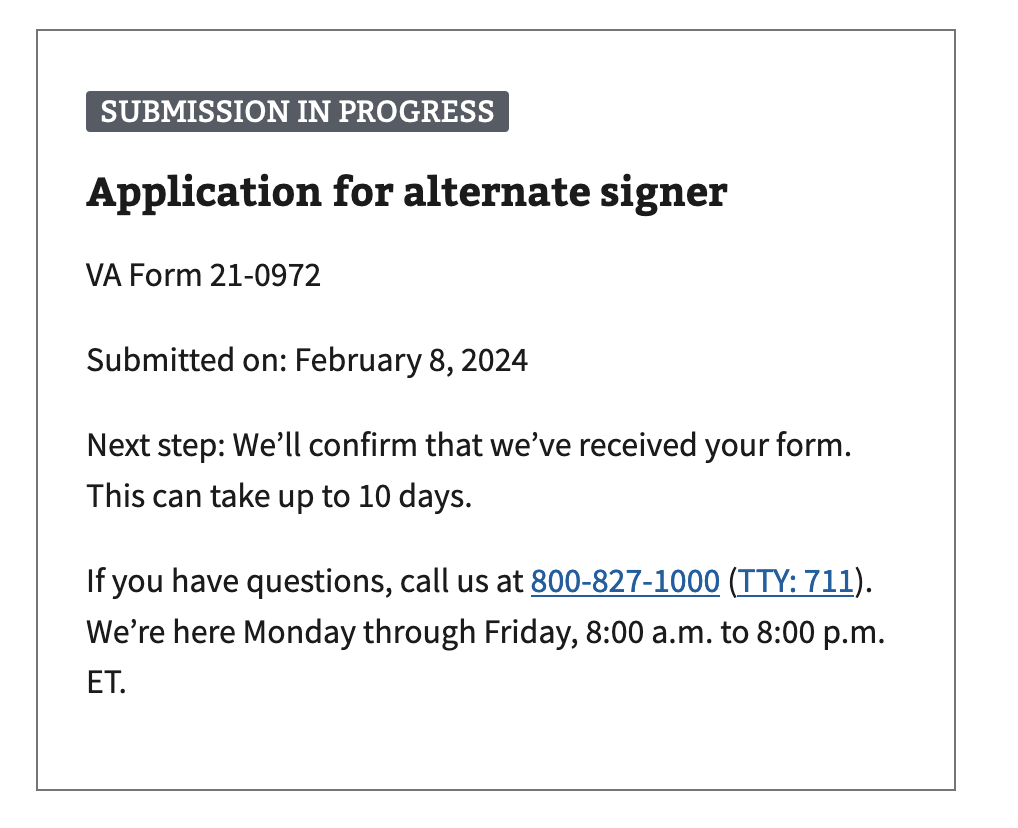 SUBMISSION IN PROGRESS
Application for alternate signer
VA Form 21-0972
Submitted on: February 8, 2024
Next step: We’ll confirm that we’ve received your form.
This can take up to 10 days.
If you have questions, call us at 800-827-1000 (TTY: 711).
We’re here Monday through Friday, 8:00 a.m. to 8:00 p.m.
ET.